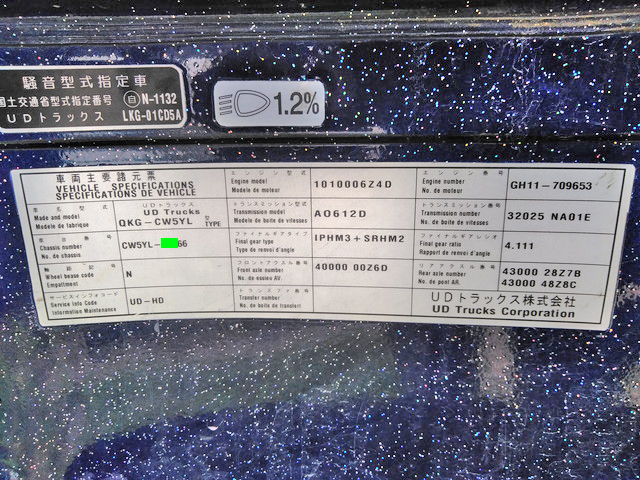 騒音型式指定車
国土交通省型式指定番号 自N-1132
UDトラックス LKG-01CD5A
1.2%
車両主要諸元票
VEHICLE SPECIFICATIONS
SPECIFICATIONS DE VEHICLE
車名型式
Made and model
Modele de fabrique
UDトラックス
UD Trucks
QKG-CW5YL
型
TYPE
車台番号
Chassis number
No. de chassis
CW5YL-
66
軸距記号
Wheel base code
Empattement
N
サービスインフォコード
Service Info Code
Information Maintenance
UD-HD
エンジン型式
Engine model
Modele de moteur
1010006Z4D
トランスミッション型式
Transmission model
Modele de boite de vitesses
A0612D
ファイナルギアタイプ
Final gear type
Type de renvoi d'angle
IPHM3+SRHM2
フロントアクスル番号
Front axle number
No. de essieu AV.
40000 00Z6D
トランスファ番号
Transfer number
No. de boite de transfert
エンジン番号
Engine number
No. de moteur
GH11-709653
トランスミッション番号
Transmission number
No. de boite de vitesses
32025 NA01E
ファイナルギアレシオ
Final gear ratio
Rapport de renvoi d'angle
4.111
リアアクスル番号
Rear axle number
No. de pont AR.
43000 28Z7B
43000 48Z8C
UDトラックス株式会社
UD Trucks Corporation